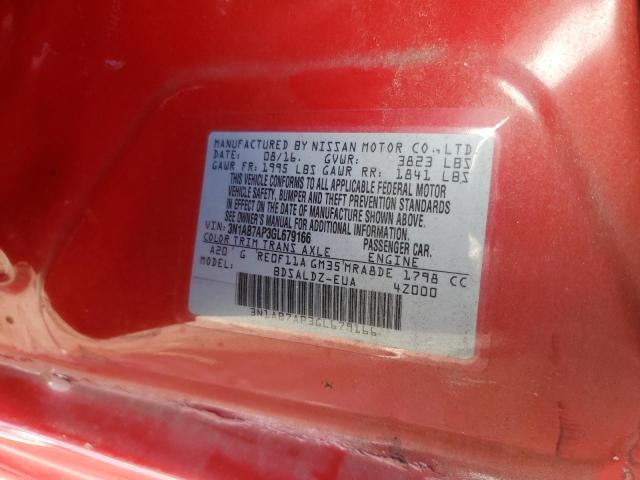 MANUFACTURED BY NISSAN MOTOR CO., LTD.
DATE: 08/16. GVWR: 3823 LBS
GAWR FR: 1995 LBS GAWR RR: 1841 LBS
THIS VEHICLE CONFORMS TO ALL APPLICABLE FEDERAL MOTOR
VEHICLE SAFETY, BUMPER AND THEFT PREVENTION STANDARDS
IN EFFECT ON THE DATE OF MANUFACTURE SHOWN ABOVE.
SEE OWNER'S MANUAL FOR ADDITIONAL INFORMATION.
VIN: 3N1AB7AP3GL679166 PASSENGER CAR.
COLOR TRIM TRANS AXLE ENGINE
A20 G RE0F11A GM35 MRA8DE 1798 CC
MODEL: BDSALDZ-EUA 4Z000
3N1AB7AP3GL679166